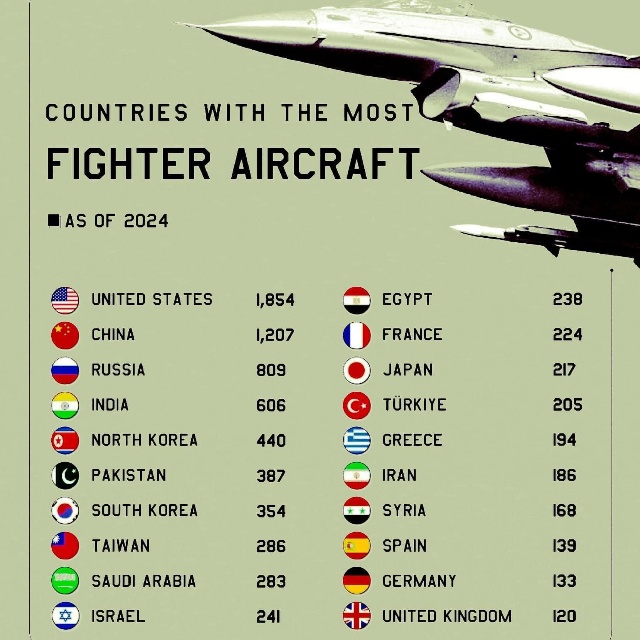 COUNTRIES WITH THE MOST
FIGHTER AIRCRAFT
AS OF 2024
UNITED STATES 1,854
CHINA 1,207
RUSSIA 809
INDIA 606
NORTH KOREA 440
PAKISTAN 387
SOUTH KOREA 354
TAIWAN 286
SAUDI ARABIA 283
ISRAEL 241
EGYPT 238
FRANCE 224
JAPAN 217
TÜRKIYE 205
GREECE 194
IRAN 186
SYRIA 168
SPAIN 139
GERMANY 133
UNITED KINGDOM 120